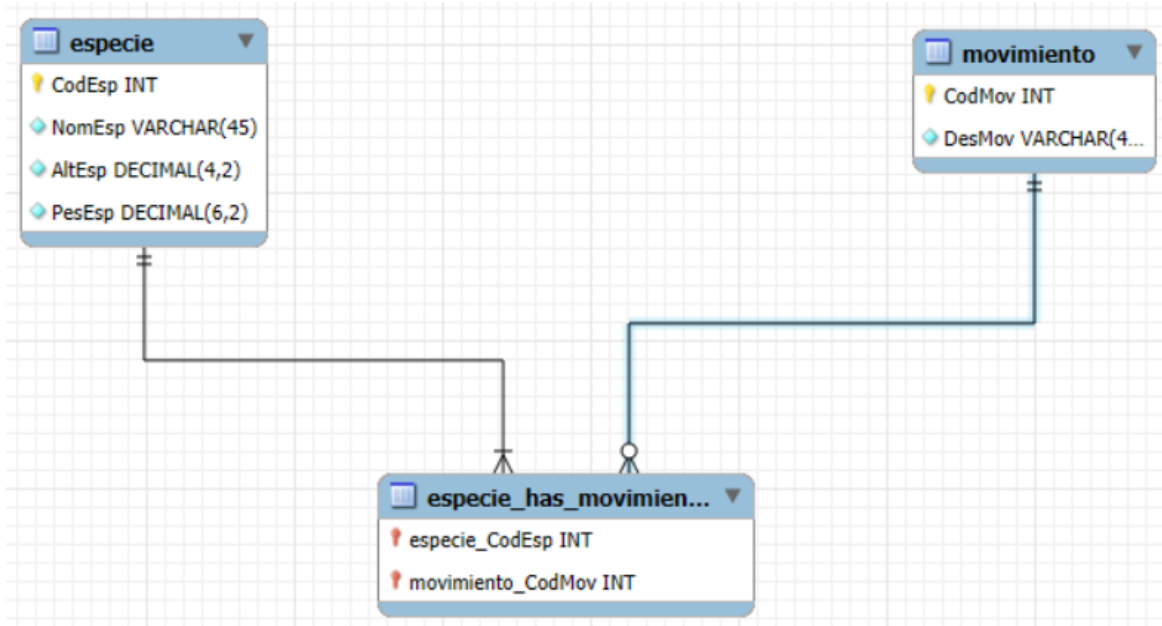 especie
CodEsp INT
NomEsp VARCHAR(45)
AltEsp DECIMAL(4,2)
PesEsp DECIMAL(6,2)
movimiento
CodMov INT
DesMov VARCHAR(4...
especie_has_movimien...
especie_CodEsp INT
movimiento_CodMov INT